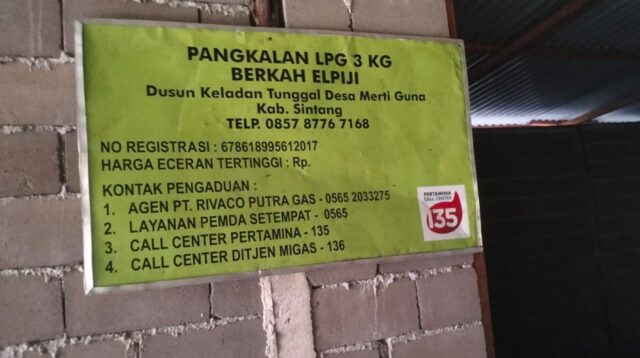 PANGKALAN LPG 3 KG
BERKAH ELPIJI
Dusun Keladan Tunggal Desa Merti Guna
Kab. Sintang
TELP. 0857 8776 7168
NO REGISTRASI : 678618995612017
HARGA ECERAN TERTINGGI : Rp.
KONTAK PENGADUAN :
1. AGEN PT. RIVACO PUTRA GAS - 0565 2033275
2. LAYANAN PEMDA SETEMPAT - 0565
3. CALL CENTER PERTAMINA - 135
4. CALL CENTER DITJEN MIGAS - 136
PERTAMINA
CALL CENTER
135